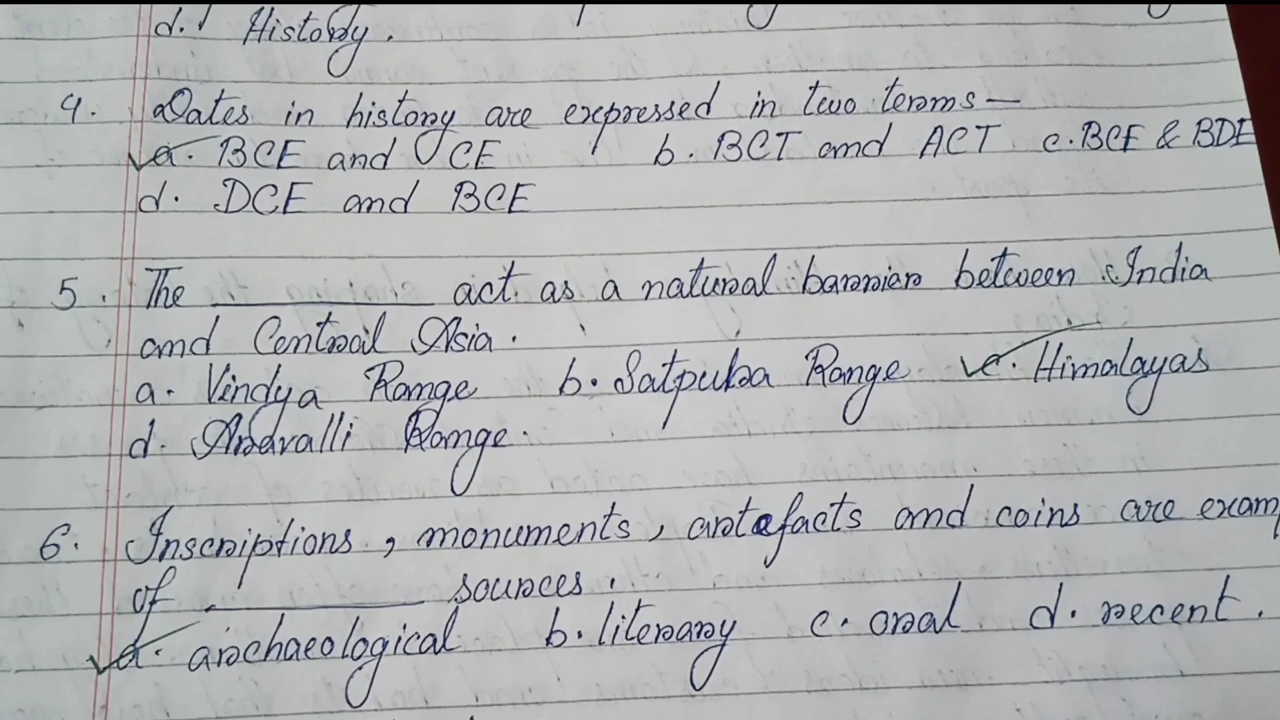 d. History.
4. Dates in history are expressed in two terms—
a. BCE and CE b. BCT and ACT c. BCE & BDE
d. DCE and BCE
5. The ________ act as a natural barrier between India
and Central Asia.
a. Vindya Range b. Satpura Range c. Himalayas
d. Aravalli Range.
6. Inscriptions, monuments, artefacts and coins are exam
of ________ sources.
a. archaeological b. literary c. oral d. recent.